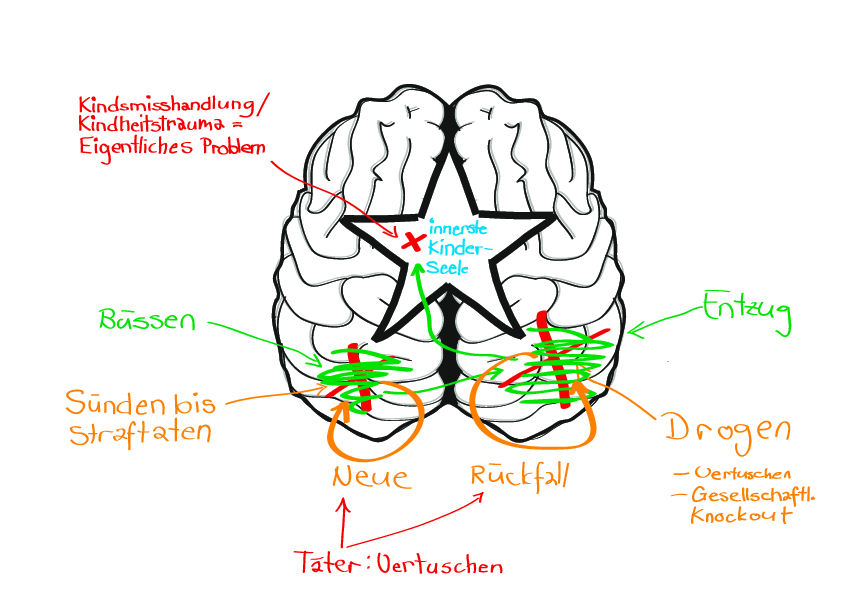 Kindsmisshandlung/
Kindheitstrauma =
Eigentliches Problem
innerste
Kinder-
Seele
Büssen
Entzug
Sünden bis
Straftaten
Drogen
- Vertuschen
- Gesellschaftl.
Knockout
Neue
Rückfall
Täter: Vertuschen